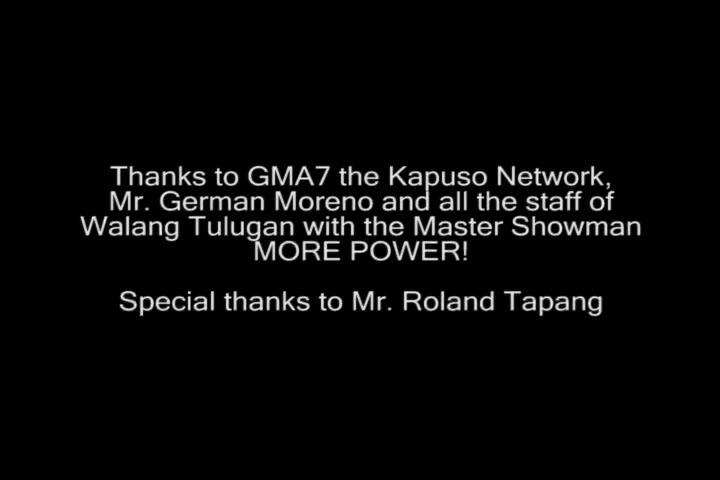 Thanks to GMA7 the Kapuso Network,
Mr. German Moreno and all the staff of
Walang Tulugan with the Master Showman
MORE POWER!
Special thanks to Mr. Roland Tapang